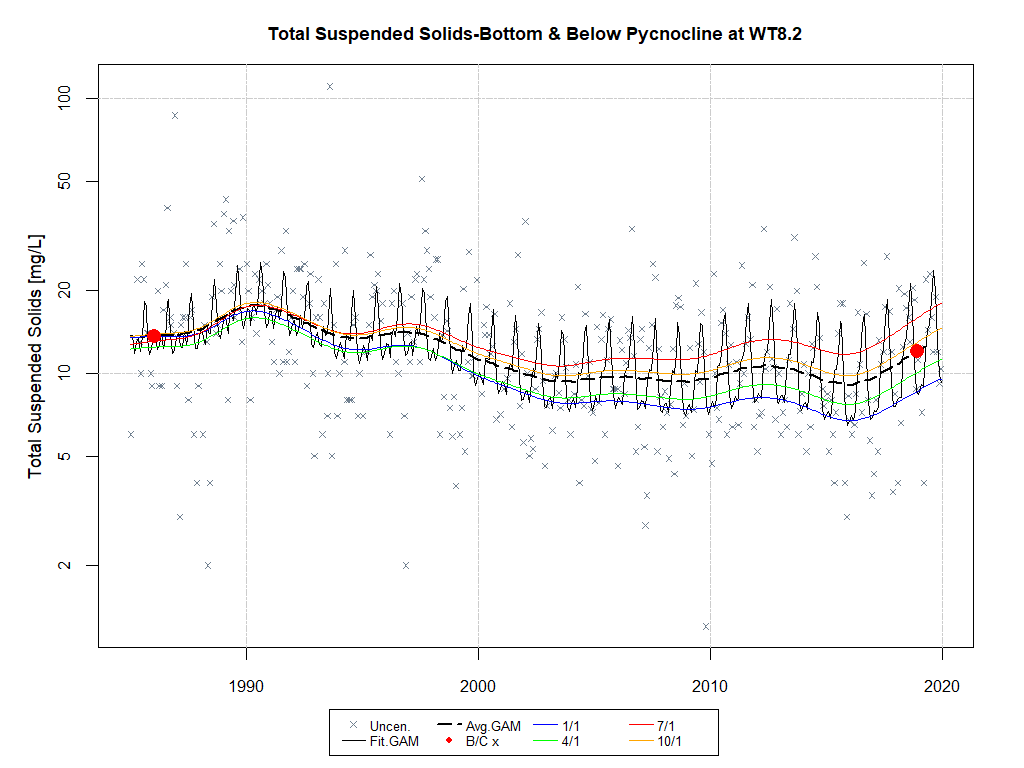 Total Suspended Solids-Bottom & Below Pycnocline at WT8.2
Total Suspended Solids [mg/L]
100
50
20
10
5
2
1990 2000 2010 2020
Uncen. Avg.GAM 1/1 7/1
Fit.GAM B/C x 4/1 10/1